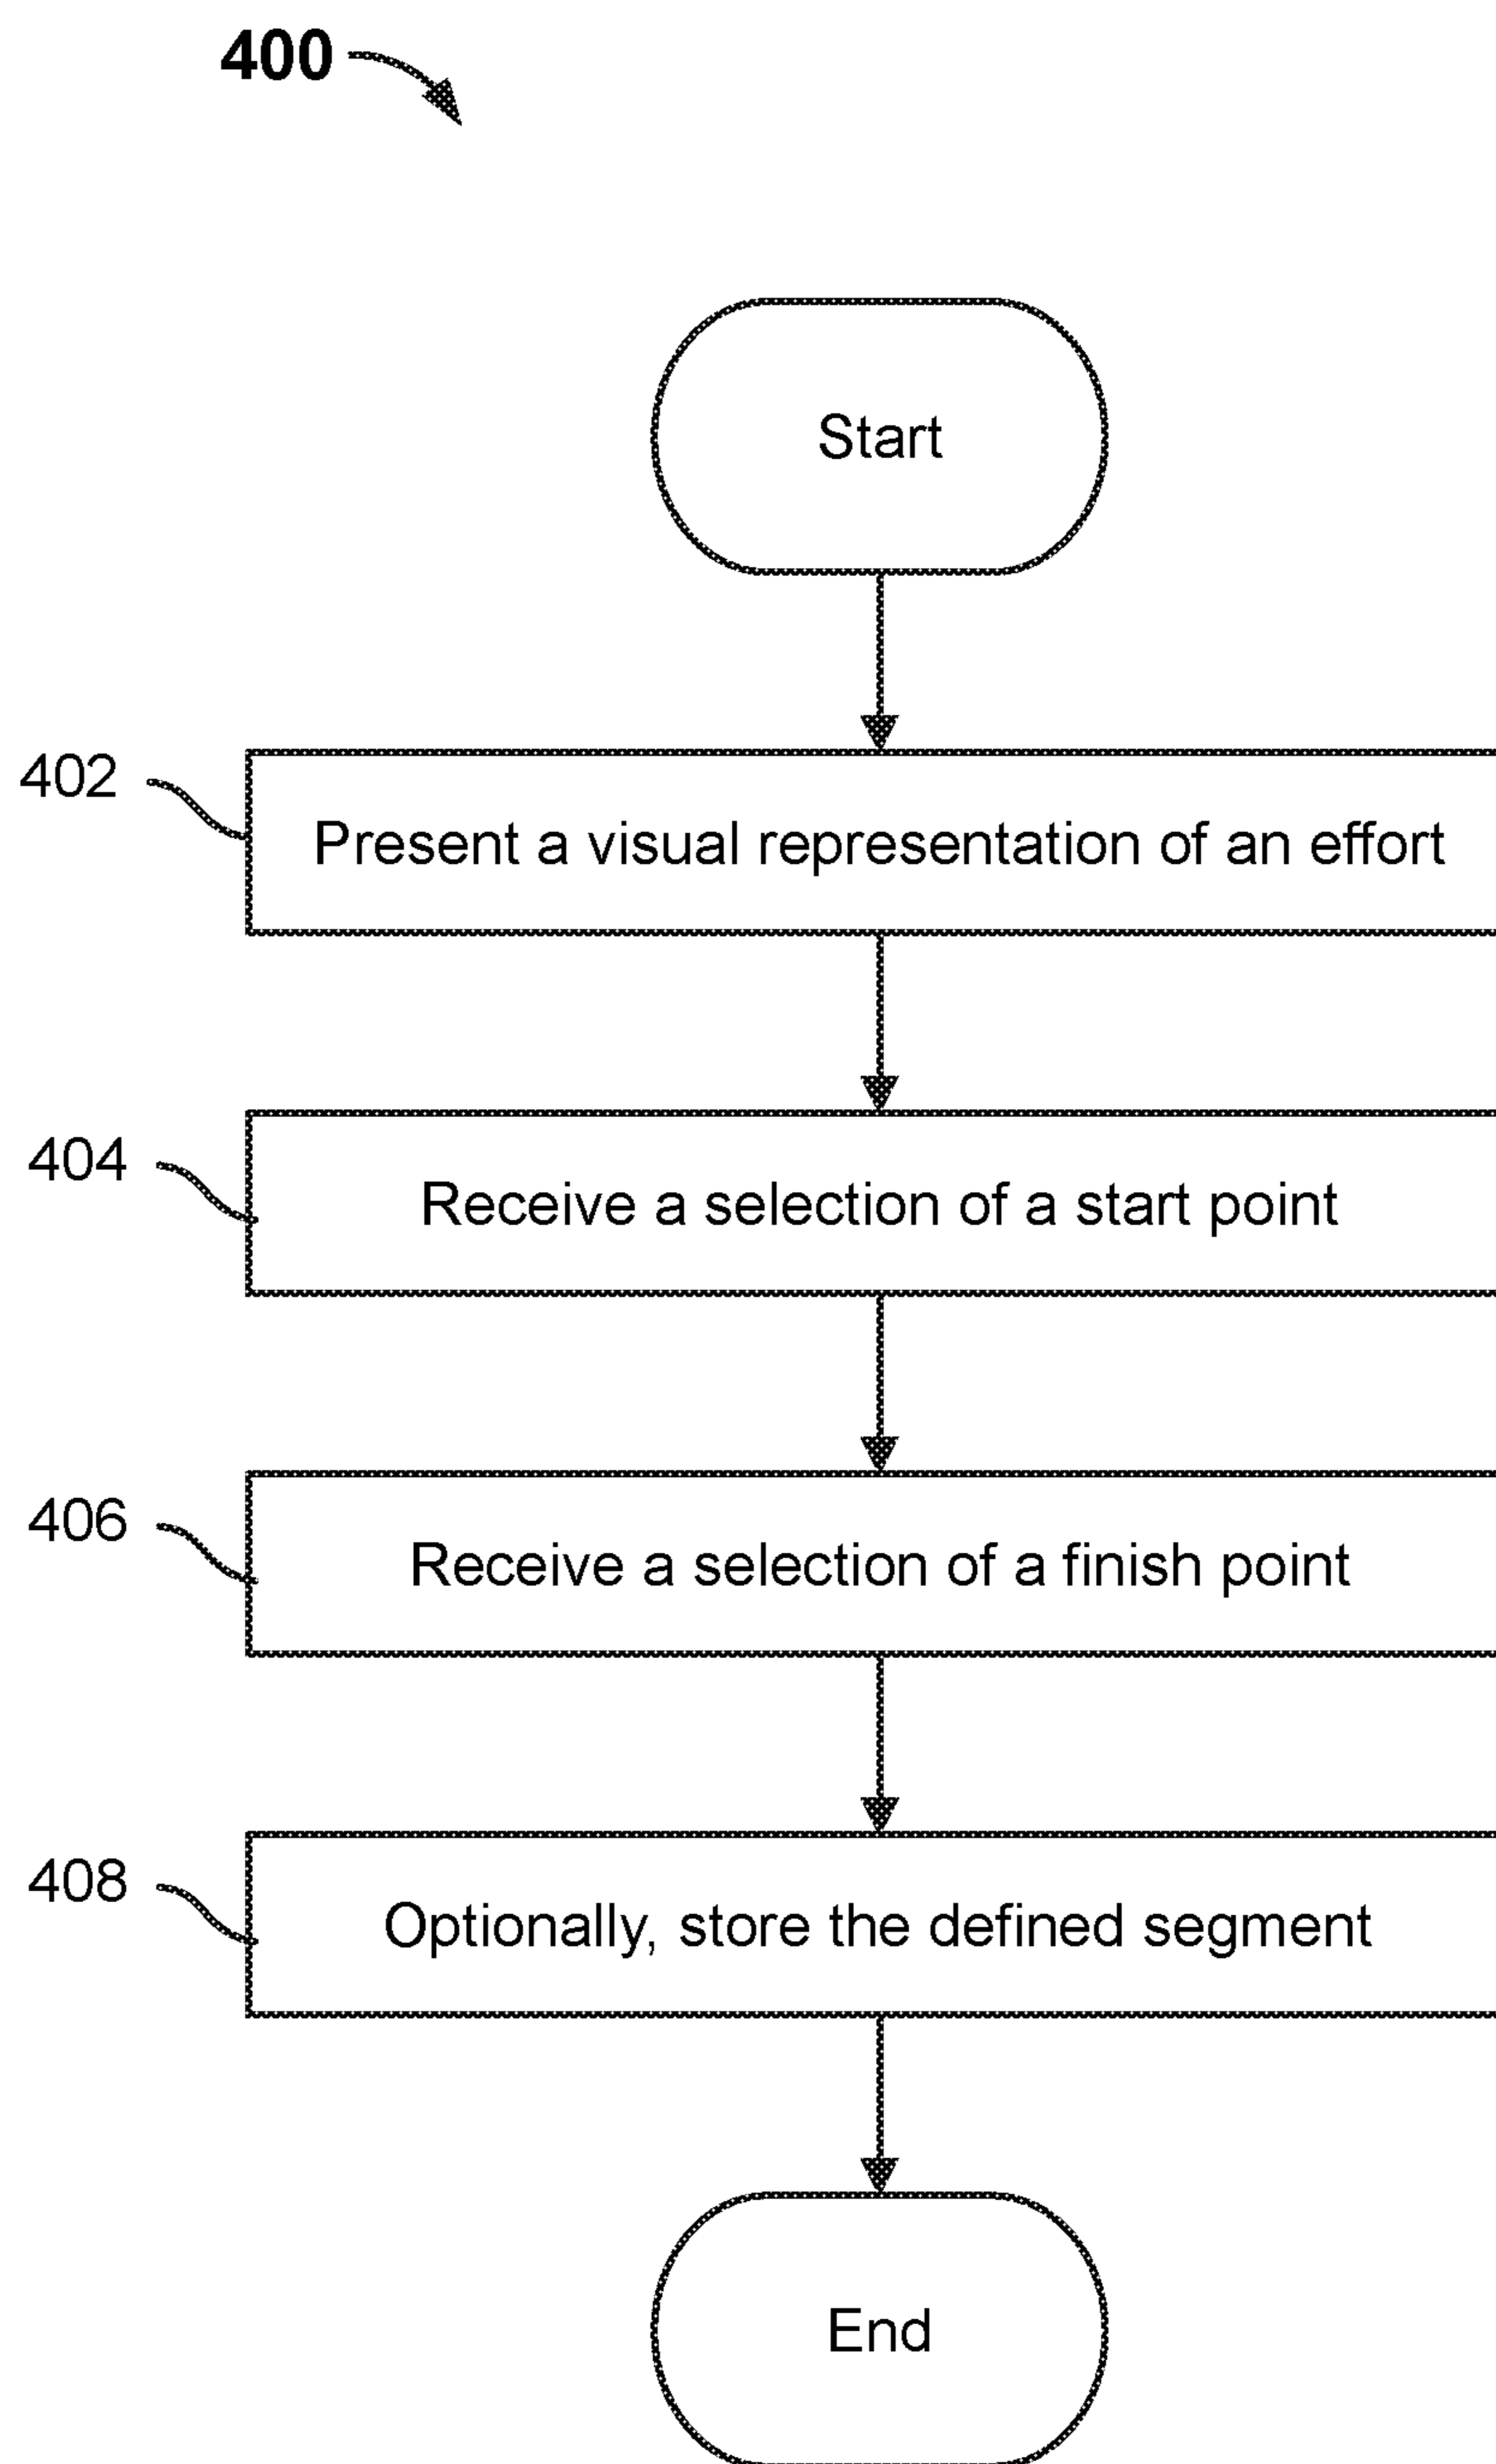 400
Start
402
Present a visual representation of an effort
404
Receive a selection of a start point
406
Receive a selection of a finish point
408
Optionally, store the defined segment
End